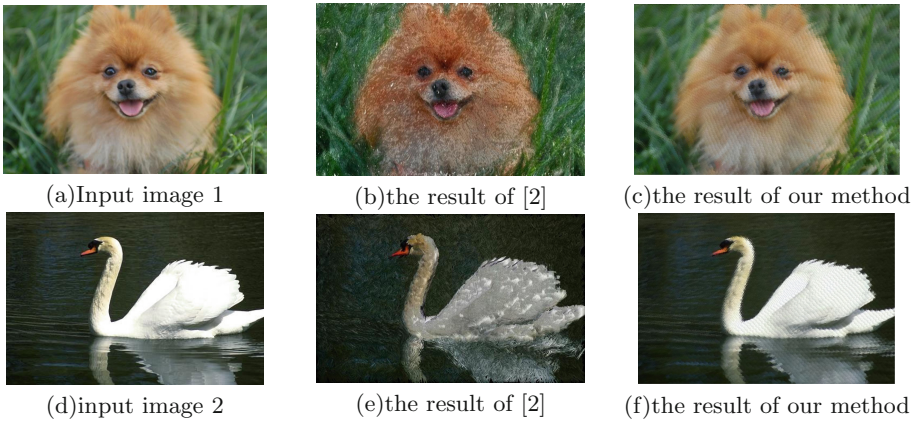 (a)Input image 1
(b)the result of [2]
(c)the result of our method
(d)input image 2
(e)the result of [2]
(f)the result of our method